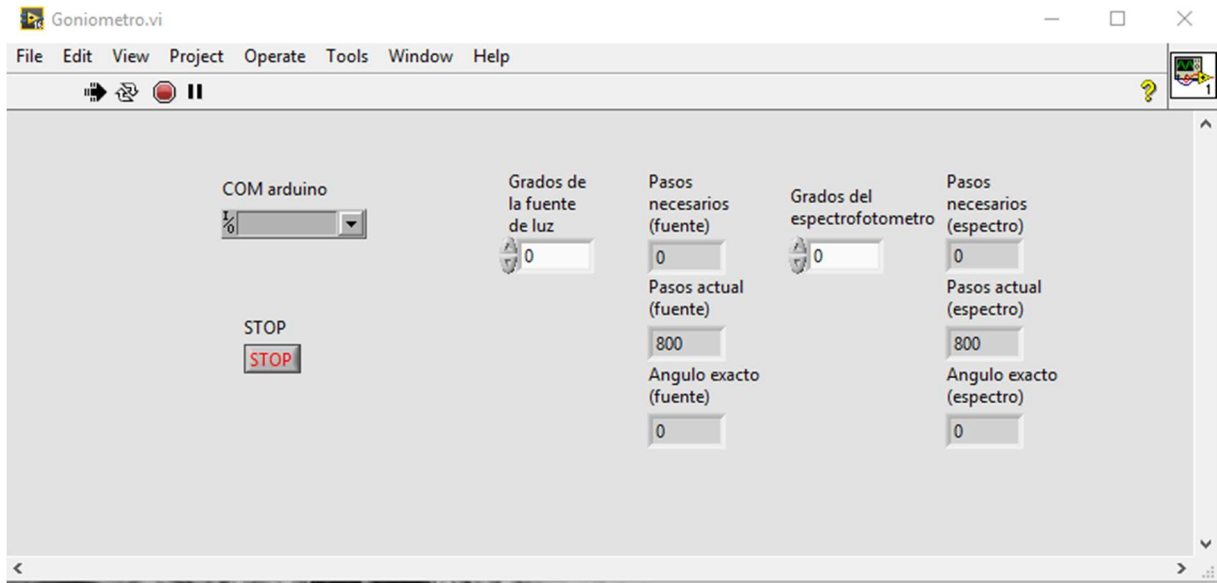 Goniometro.vi
File Edit View Project Operate Tools Window Help
1
COM arduino
I/O
STOP
STOP
Grados de
la fuente
de luz
0
Pasos
necesarios
(fuente)
0
Pasos actual
(fuente)
800
Angulo exacto
(fuente)
0
Grados del
espectrofotometro
0
Pasos
necesarios
(espectro)
0
Pasos actual
(espectro)
800
Angulo exacto
(espectro)
0